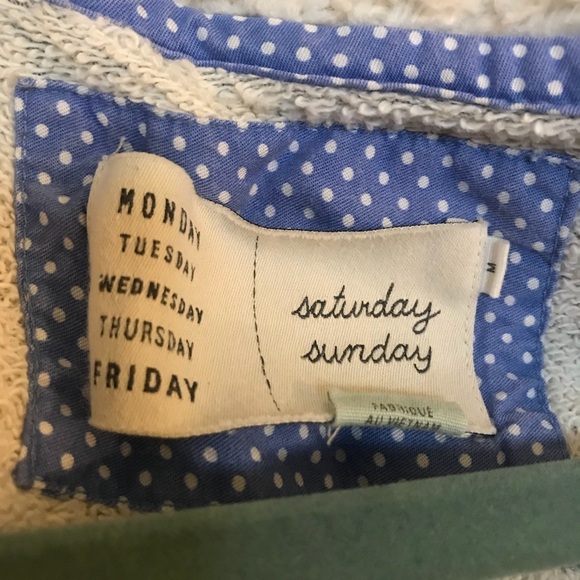 MONDAY
TUESDAY
WEDNESDAY
THURSDAY
FRIDAY
saturday
sunday
M
FABRIQUÉ
AU VIETNAM